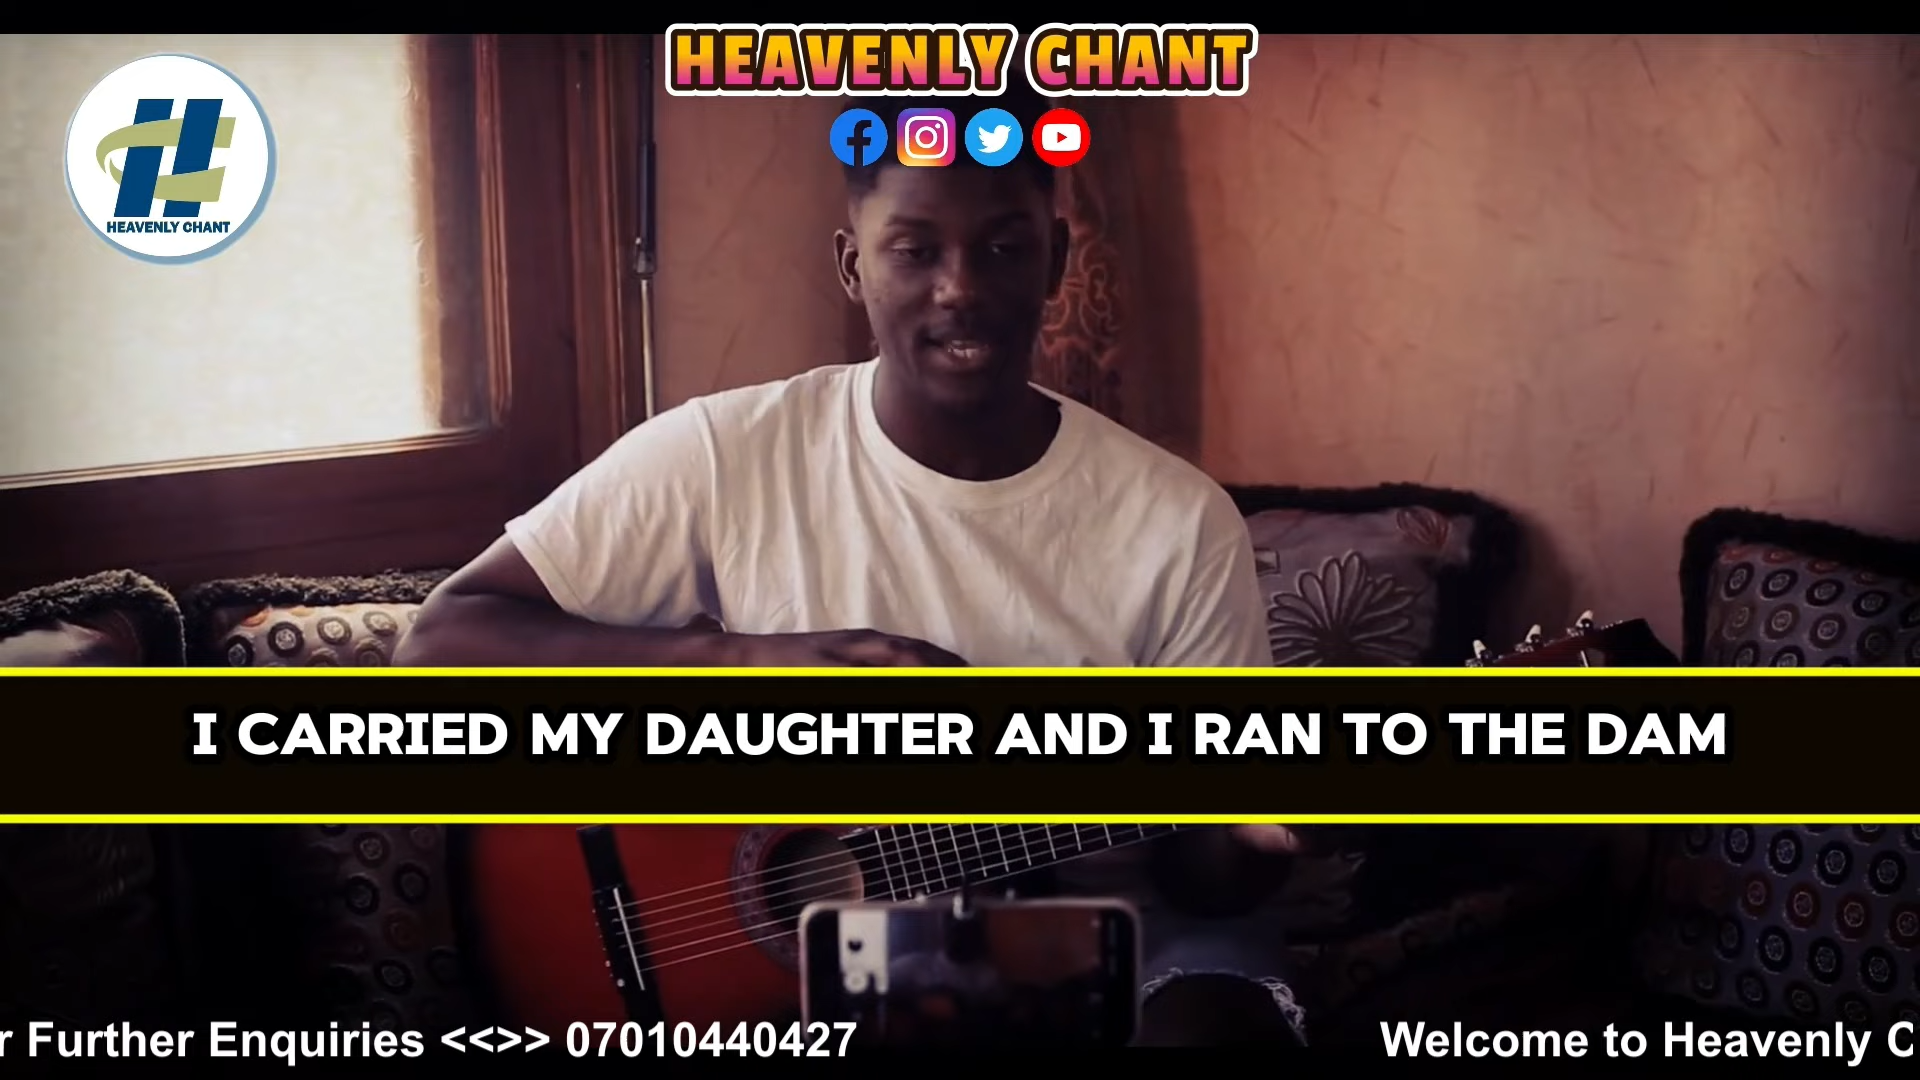 HEAVENLY CHANT
HEAVENLY CHANT
I CARRIED MY DAUGHTER AND I RAN TO THE DAM
r Further Enquiries <<>> 07010440427
Welcome to Heavenly C